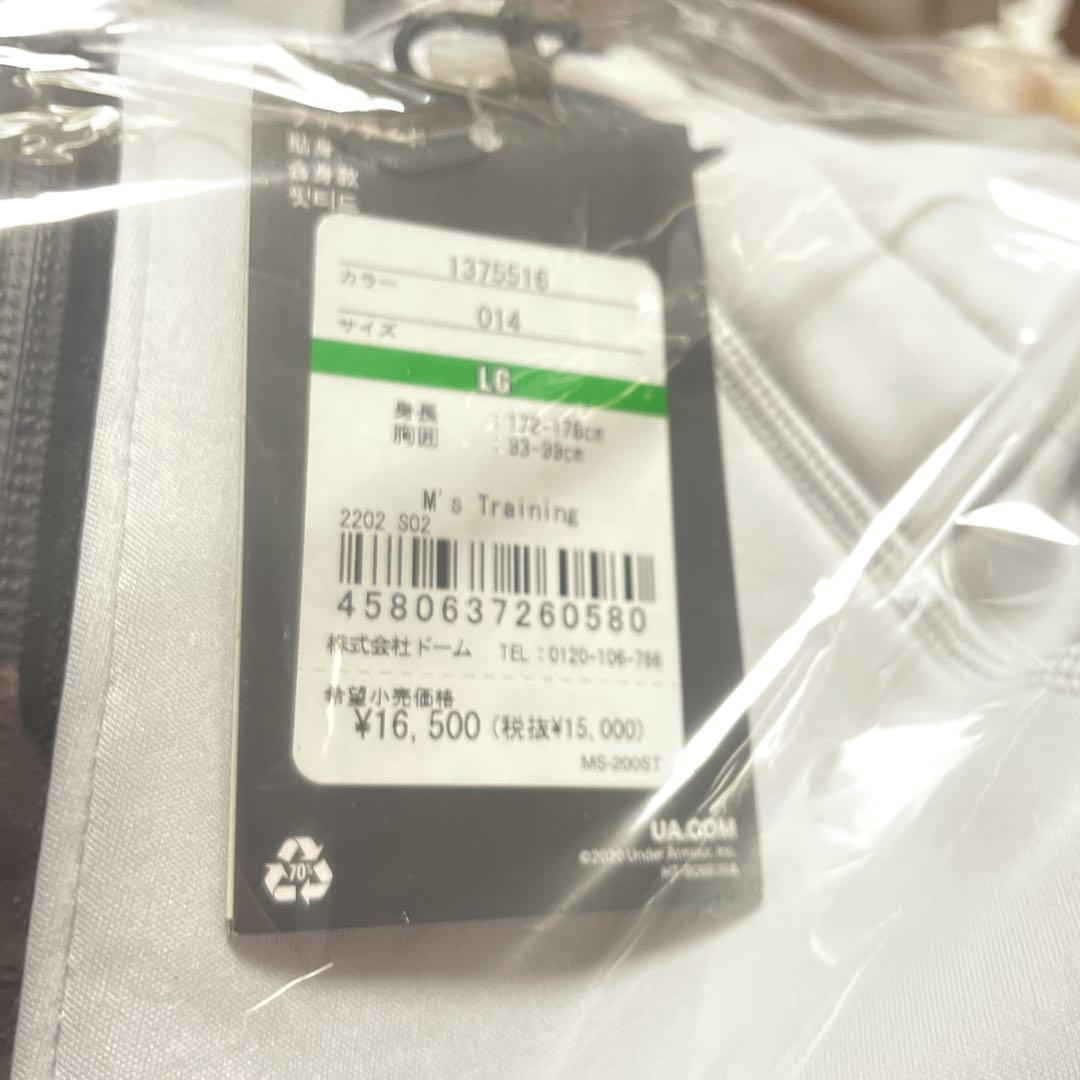 貼身
合身款
핏티드
1375516
カラー
014
サイズ
LG
身長 : 172-178cm
胸囲 : 93-99cm
M's Training
2202 S02
4580637260580
株式会社ドーム TEL:0120-106-786
希望小売価格
¥16,500 (税抜¥15,000)
MS-200ST
UA.COM
©2020 Under Armour, Inc.
70%